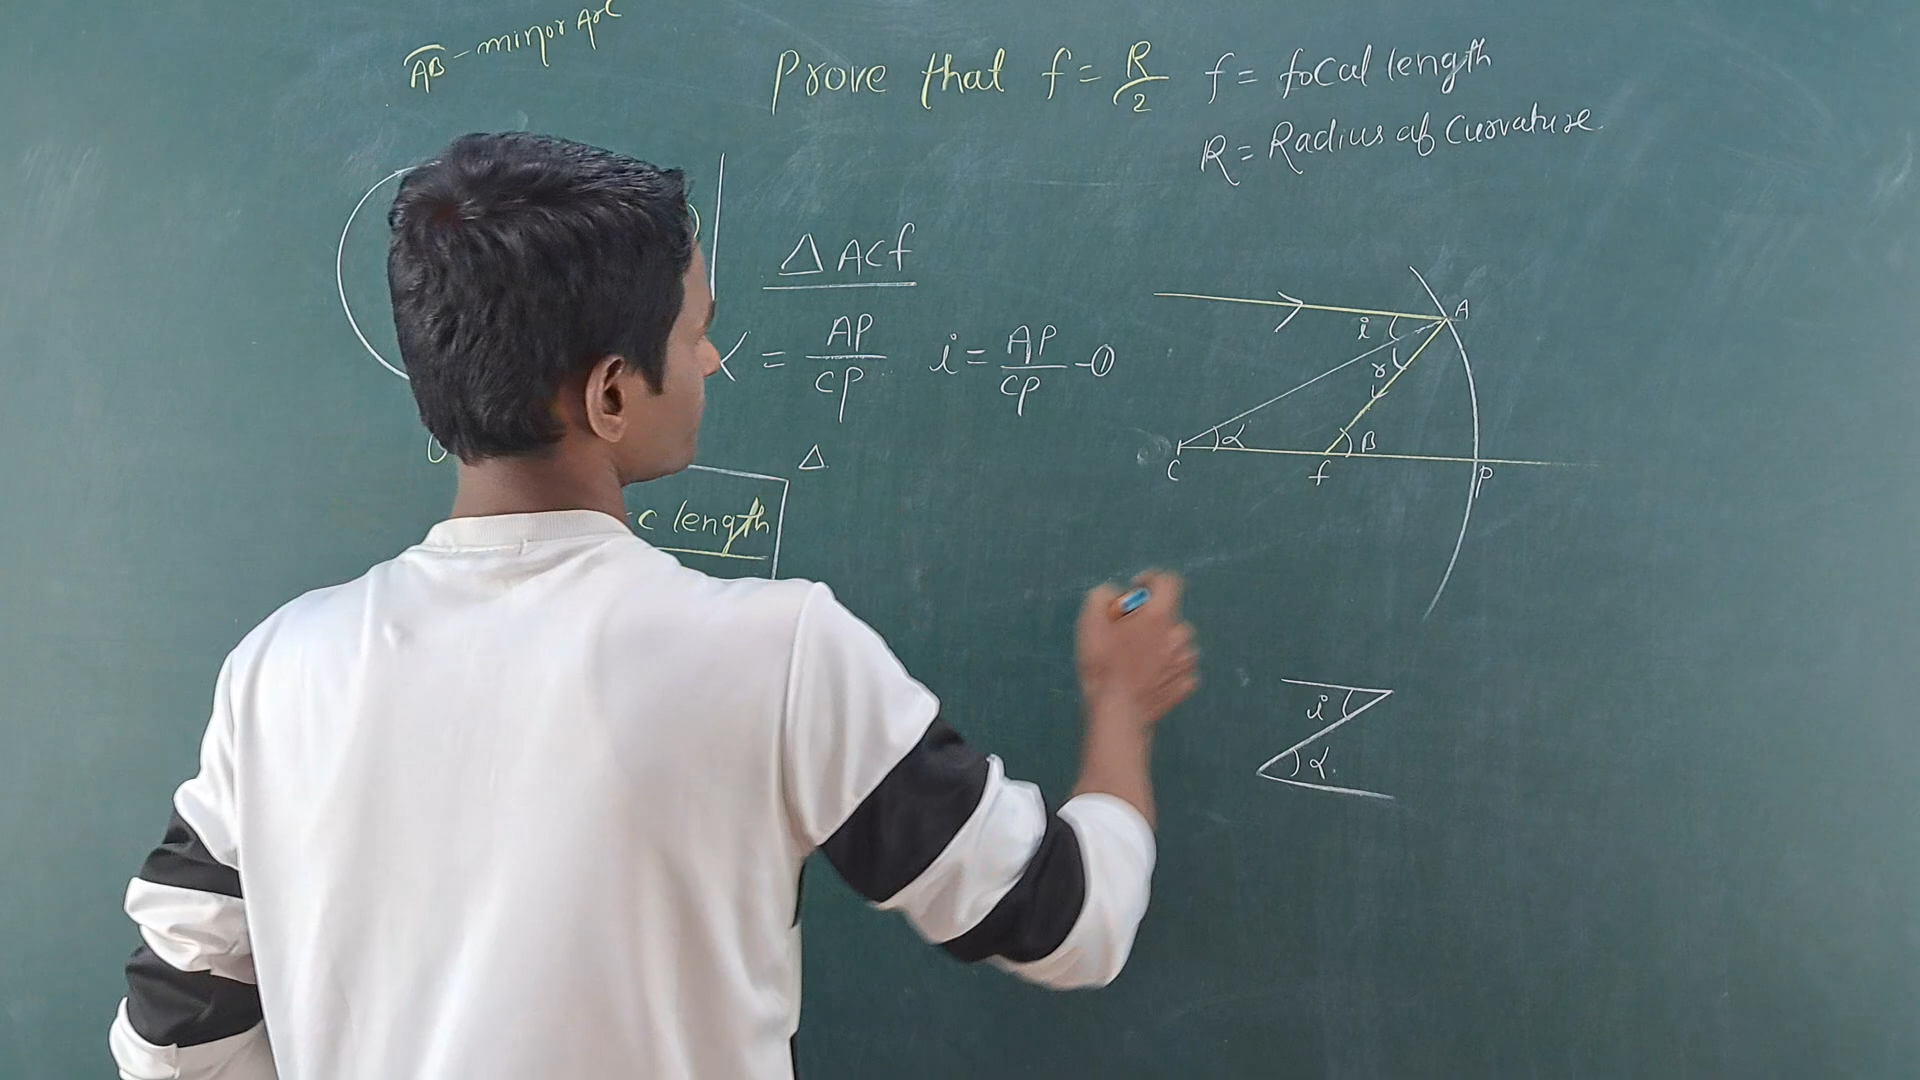 AB - minor Arc
Prove that f = R/2 f = focal length
R = Radius of Curvature
Δ ACf
= AP/CP i = AP/CP - ①
Δ
length
A
i
r
α
B
C
f
P
i
α